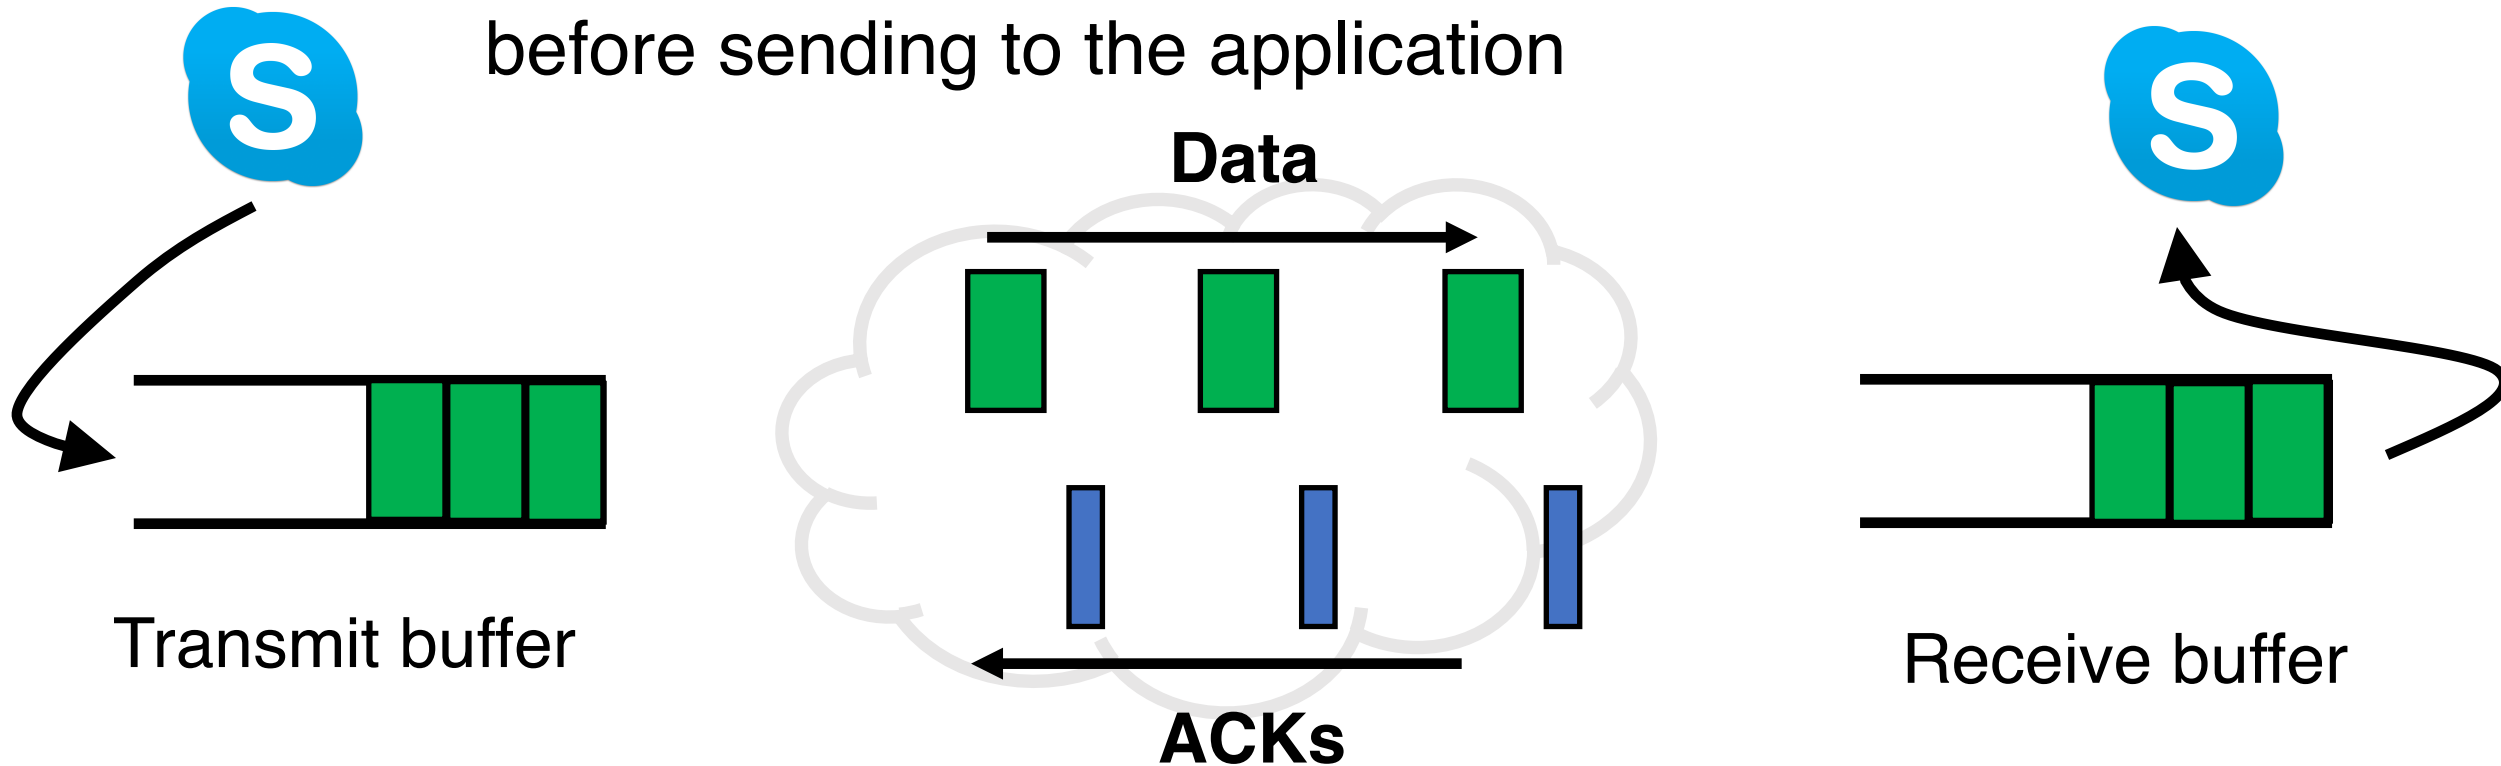 before sending to the application
Data
Transmit buffer
Receive buffer
ACKs